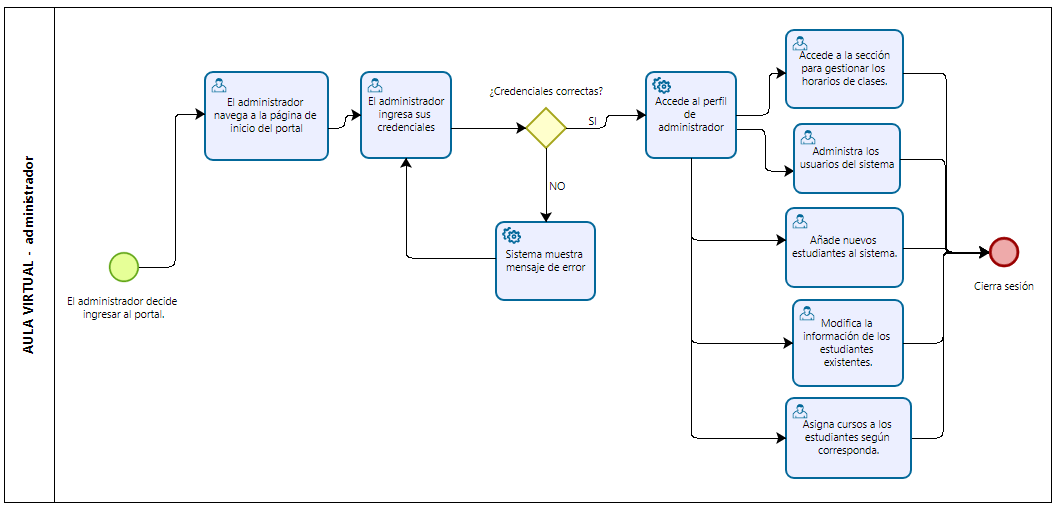 AULA VIRTUAL - administrador
El administrador decide
ingresar al portal.
El administrador
navega a la página de
inicio del portal
El administrador
ingresa sus
credenciales
¿Credenciales correctas?
SI
NO
Sistema muestra
mensaje de error
Accede al perfil
de
administrador
Accede a la sección
para gestionar los
horarios de clases.
Administra los
usuarios del sistema
Añade nuevos
estudiantes al sistema.
Modifica la
información de los
estudiantes
existentes.
Asigna cursos a los
estudiantes según
corresponda.
Cierra sesión